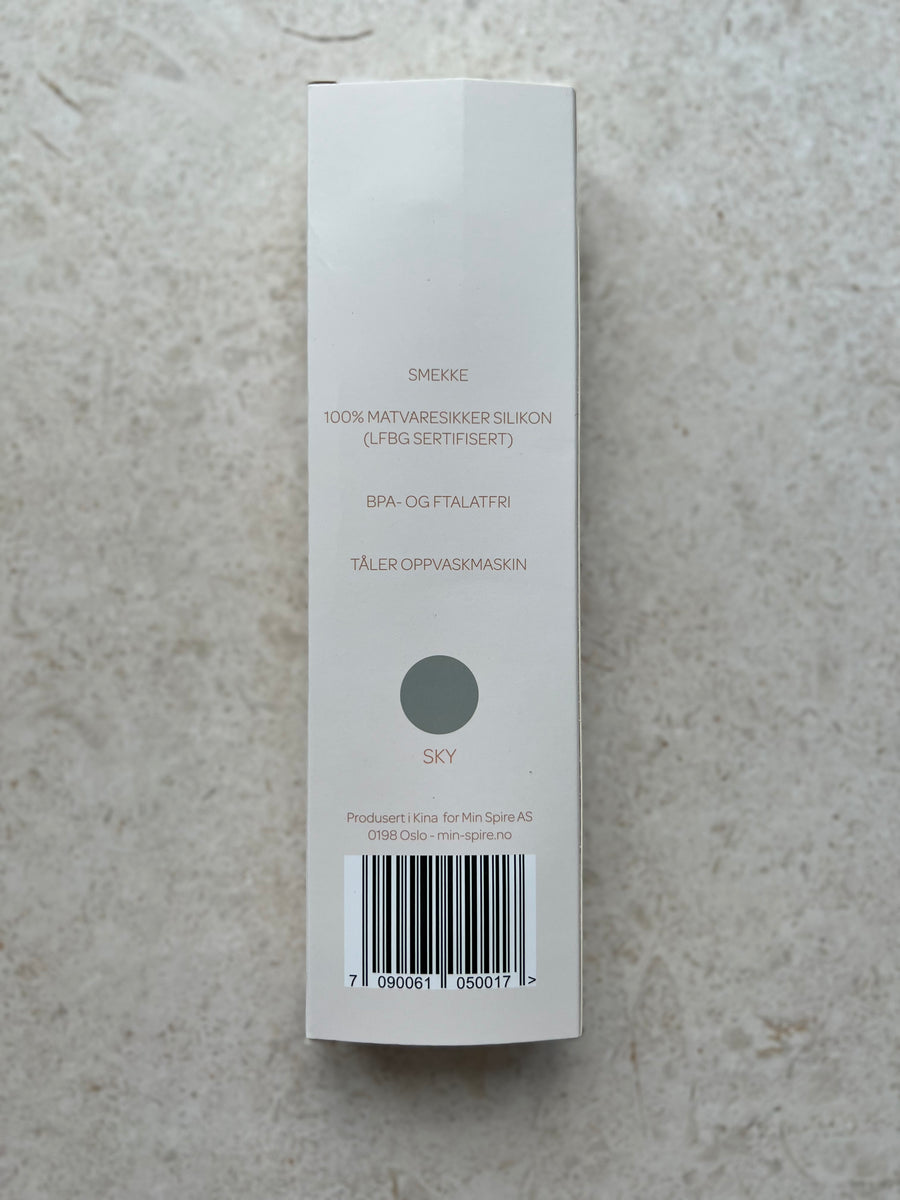 SMEKKE
100% MATVARESIKKER SILIKON
(LFBG SERTIFISERT)
BPA- OG FTALATFRI
TÅLER OPPVASKMASKIN
SKY
Produsert i Kina for Min Spire AS
0198 Oslo - min-spire.no
7 090061 050017 >